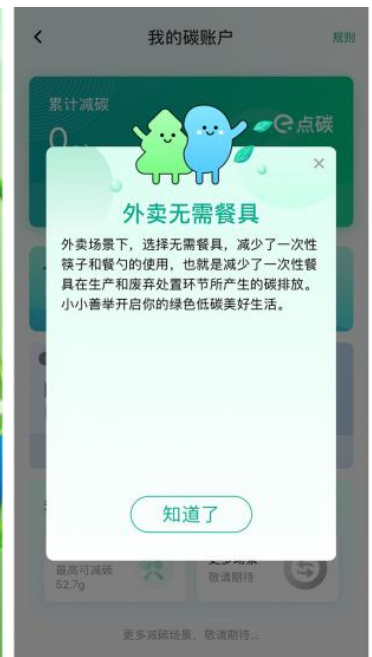 我的碳账户
规则
累计减碳
点碳
×
外卖无需餐具
外卖场景下，选择无需餐具，减少了一次性
筷子和餐勺的使用，也就是减少了一次性餐
具在生产和废弃处置环节所产生的碳排放。
小小善举开启你的绿色低碳美好生活。
知道了
最高可减碳
52.7g
敬请期待
更多减碳场景，敬请期待...